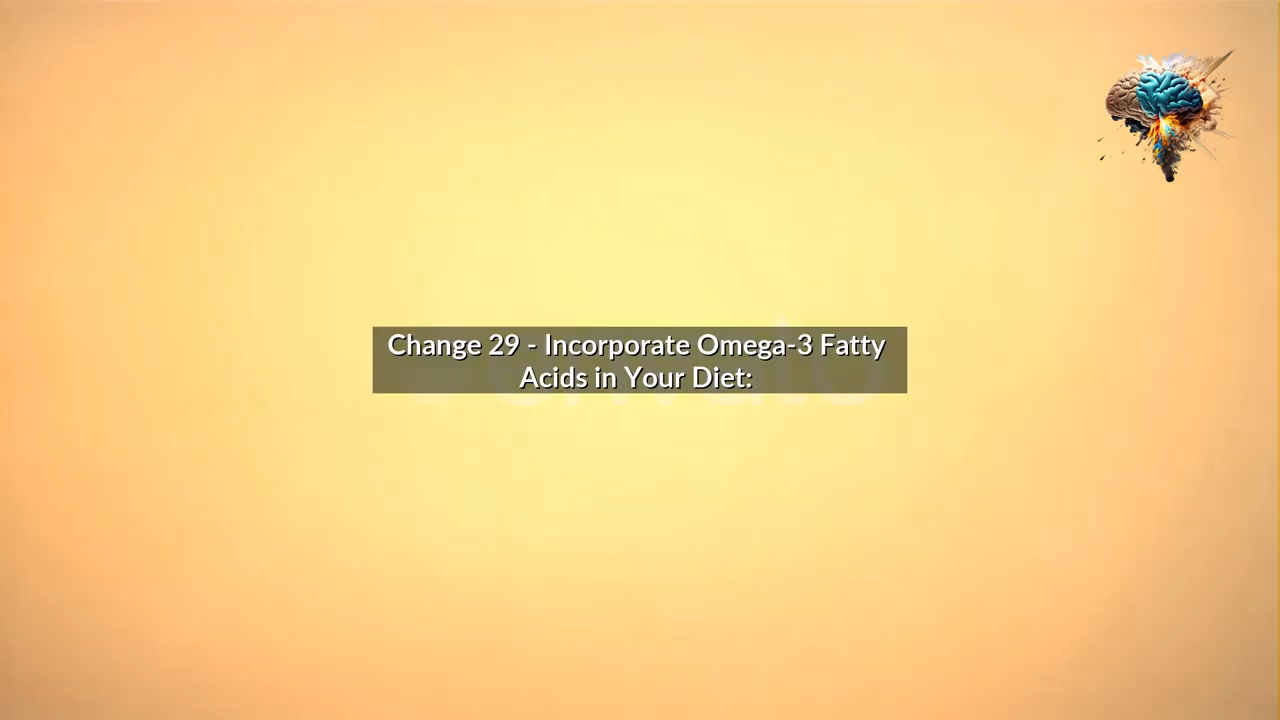 Change 29 - Incorporate Omega-3 Fatty
Acids in Your Diet: